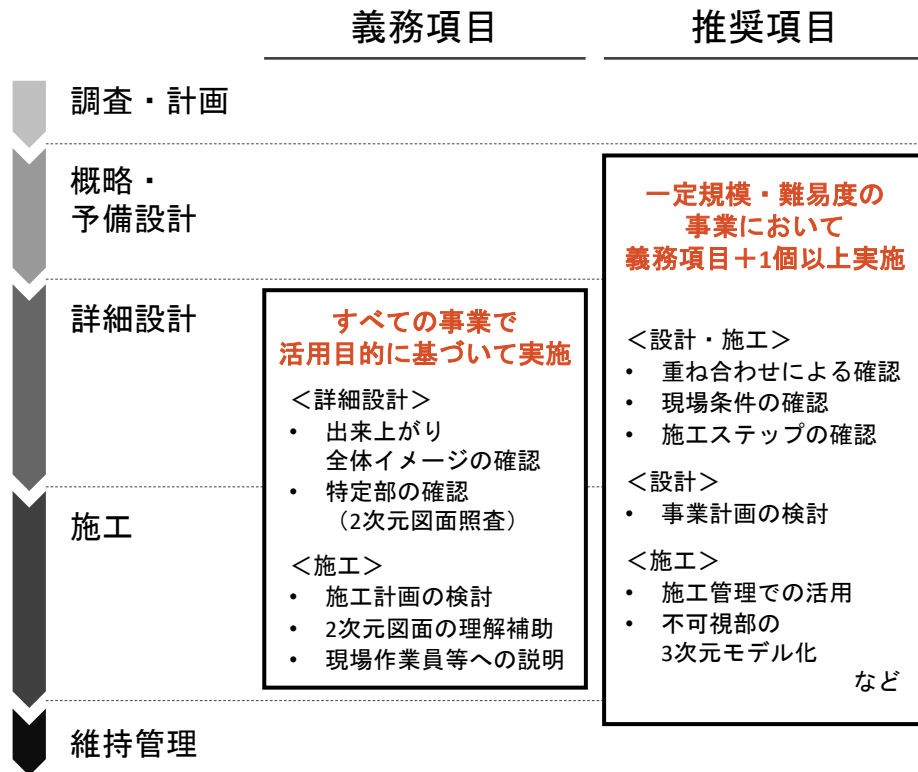 義務項目
推奨項目
調査・計画
概略・
予備設計
詳細設計
施工
維持管理
すべての事業で
活用目的に基づいて実施
＜詳細設計＞
• 出来上がり
全体イメージの確認
• 特定部の確認
（2次元図面照査）
＜施工＞
• 施工計画の検討
• 2次元図面の理解補助
• 現場作業員等への説明
一定規模・難易度の
事業において
義務項目＋1個以上実施
＜設計・施工＞
• 重ね合わせによる確認
• 現場条件の確認
• 施工ステップの確認
＜設計＞
• 事業計画の検討
＜施工＞
• 施工管理での活用
• 不可視部の
3次元モデル化
など